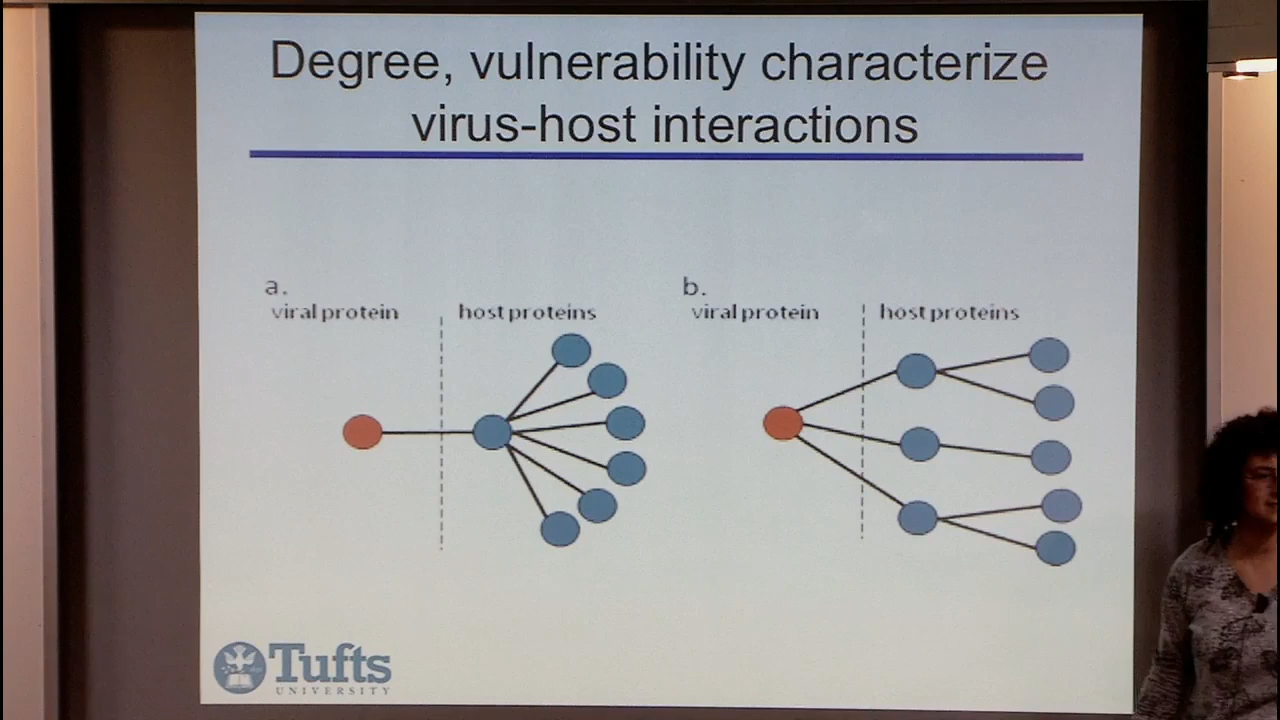 Degree, vulnerability characterize
virus-host interactions
a.
viral protein
host proteins
b.
viral protein
host proteins
Tufts
UNIVERSITY